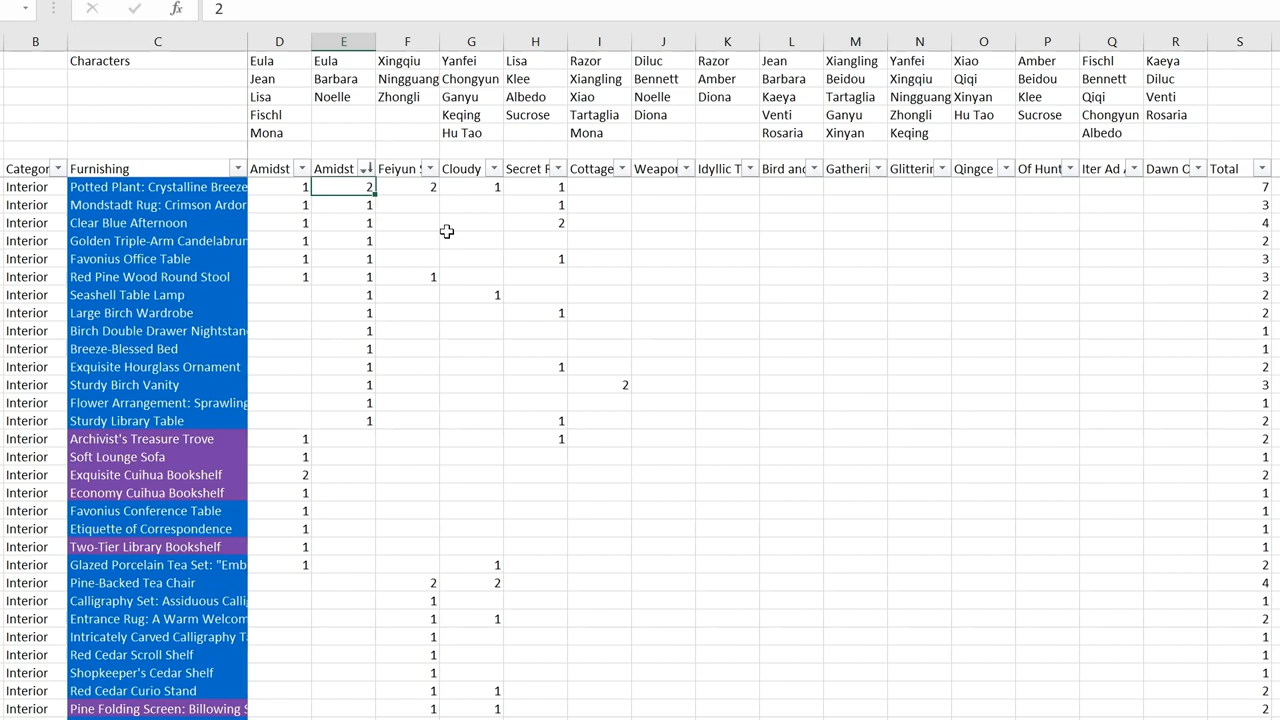 fx 2
B C D E F G H I J K L M N O P Q R S
Characters Eula Eula Xingqiu Yanfei Lisa Razor Diluc Razor Jean Xiangling Yanfei Xiao Amber Fischl Kaeya
Jean Barbara Ningguang Chongyun Klee Xiangling Bennett Amber Barbara Beidou Xingqiu Qiqi Beidou Bennett Diluc
Lisa Noelle Zhongli Ganyu Albedo Xiao Noelle Diona Kaeya Tartaglia Ningguang Xinyan Klee Qiqi Venti
Fischl Keqing Sucrose Tartaglia Diona Venti Ganyu Zhongli Hu Tao Sucrose Chongyun Rosaria
Mona Hu Tao Mona Rosaria Xinyan Keqing Albedo
Categor Furnishing Amidst Amidst Feiyun Cloudy Secret Cottage Weapor Idyllic T Bird and Gatheri Glitterin Qingce Of Hunt Iter Ad Dawn Total
Interior Potted Plant: Crystalline Breeze 1 2 2 1 1 7
Interior Mondstadt Rug: Crimson Ardor 1 1 1 3
Interior Clear Blue Afternoon 1 1 2 4
Interior Golden Triple-Arm Candelabrun 1 1 2
Interior Favonius Office Table 1 1 1 3
Interior Red Pine Wood Round Stool 1 1 1 3
Interior Seashell Table Lamp 1 1 2
Interior Large Birch Wardrobe 1 1 2
Interior Birch Double Drawer Nightstan 1 1
Interior Breeze-Blessed Bed 1 1
Interior Exquisite Hourglass Ornament 1 1 2
Interior Sturdy Birch Vanity 1 2 3
Interior Flower Arrangement: Sprawling 1 1
Interior Sturdy Library Table 1 1 2
Interior Archivist's Treasure Trove 1 1 2
Interior Soft Lounge Sofa 1 1
Interior Exquisite Cuihua Bookshelf 2 2
Interior Economy Cuihua Bookshelf 1 1
Interior Favonius Conference Table 1 1
Interior Etiquette of Correspondence 1 1
Interior Two-Tier Library Bookshelf 1 1
Interior Glazed Porcelain Tea Set: "Emb 1 1 2
Interior Pine-Backed Tea Chair 2 2 4
Interior Calligraphy Set: Assiduous Calli 1 1
Interior Entrance Rug: A Warm Welcom 1 1 2
Interior Intricately Carved Calligraphy T 1 1
Interior Red Cedar Scroll Shelf 1 1
Interior Shopkeeper's Cedar Shelf 1 1
Interior Red Cedar Curio Stand 1 1 2
Interior Pine Folding Screen: Billowing S 1 1 2